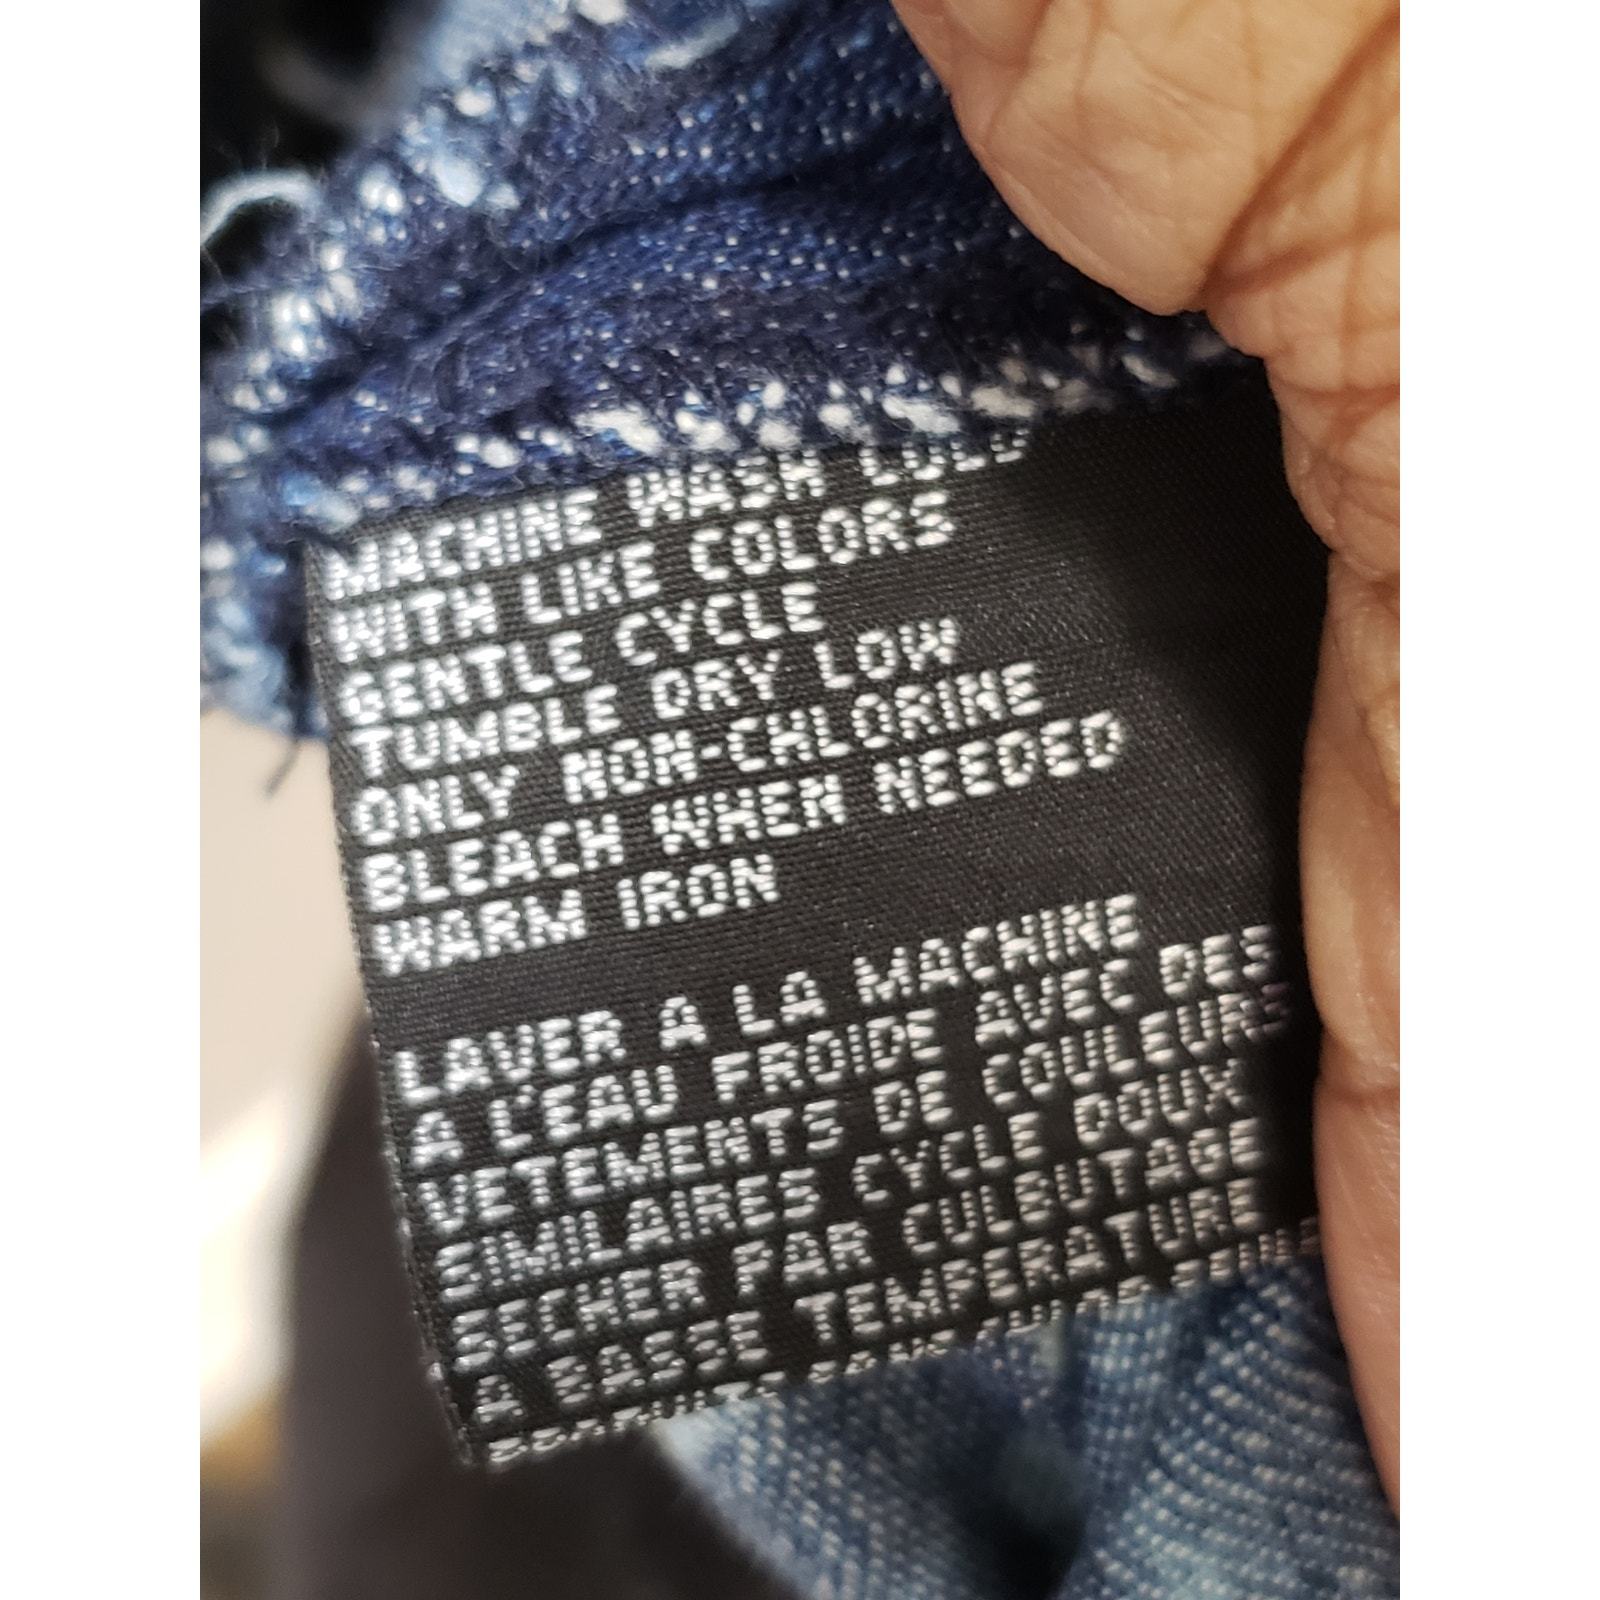 MACHINE WASH COLD
WITH LIKE COLORS
GENTLE CYCLE
TUMBLE DRY LOW
ONLY NON-CHLORINE
BLEACH WHEN NEEDED
WARM IRON
LAVER A LA MACHINE
A L'EAU FROIDE AVEC DES
VETEMENTS DE COULEURS
SIMILAIRES CYCLE DOUX
SECHER PAR CULBUTAGE
A BASSE TEMPERATURE